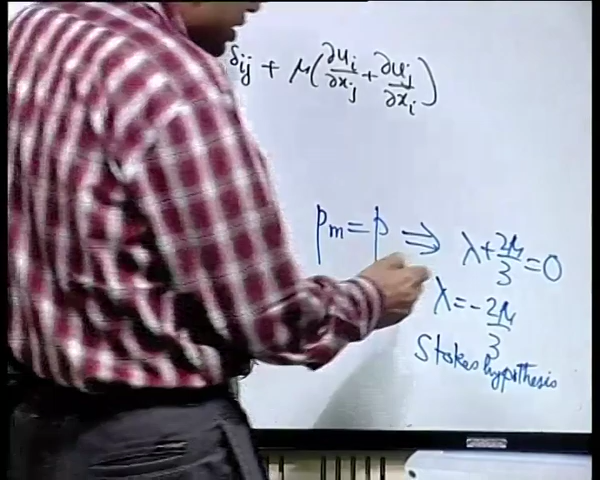 δij + μ(∂ui/∂xj + ∂uj/∂xi)
pm = p ⇒ λ + 2μ/3 = 0
λ = -2μ/3
Stokes hypothesis